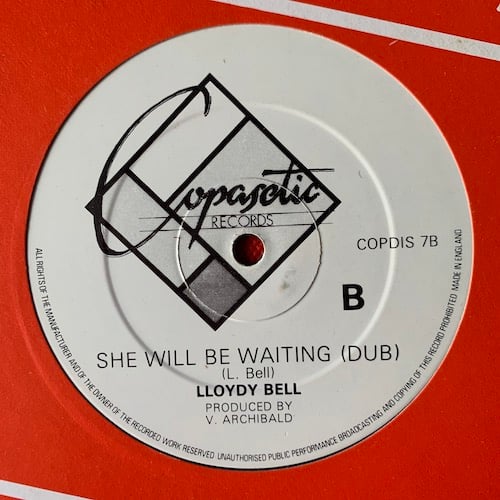 Copasetic
RECORDS
COPDIS 7B
B
SHE WILL BE WAITING (DUB)
(L. Bell)
LLOYDY BELL
PRODUCED BY
V. ARCHIBALD
ALL RIGHTS OF THE MANUFACTURER AND OF THE OWNER OF THE RECORDED WORK RESERVED UNAUTHORISED PUBLIC PERFORMANCE BROADCASTING AND COPYING OF THIS RECORD PROHIBITED MADE IN ENGLAND